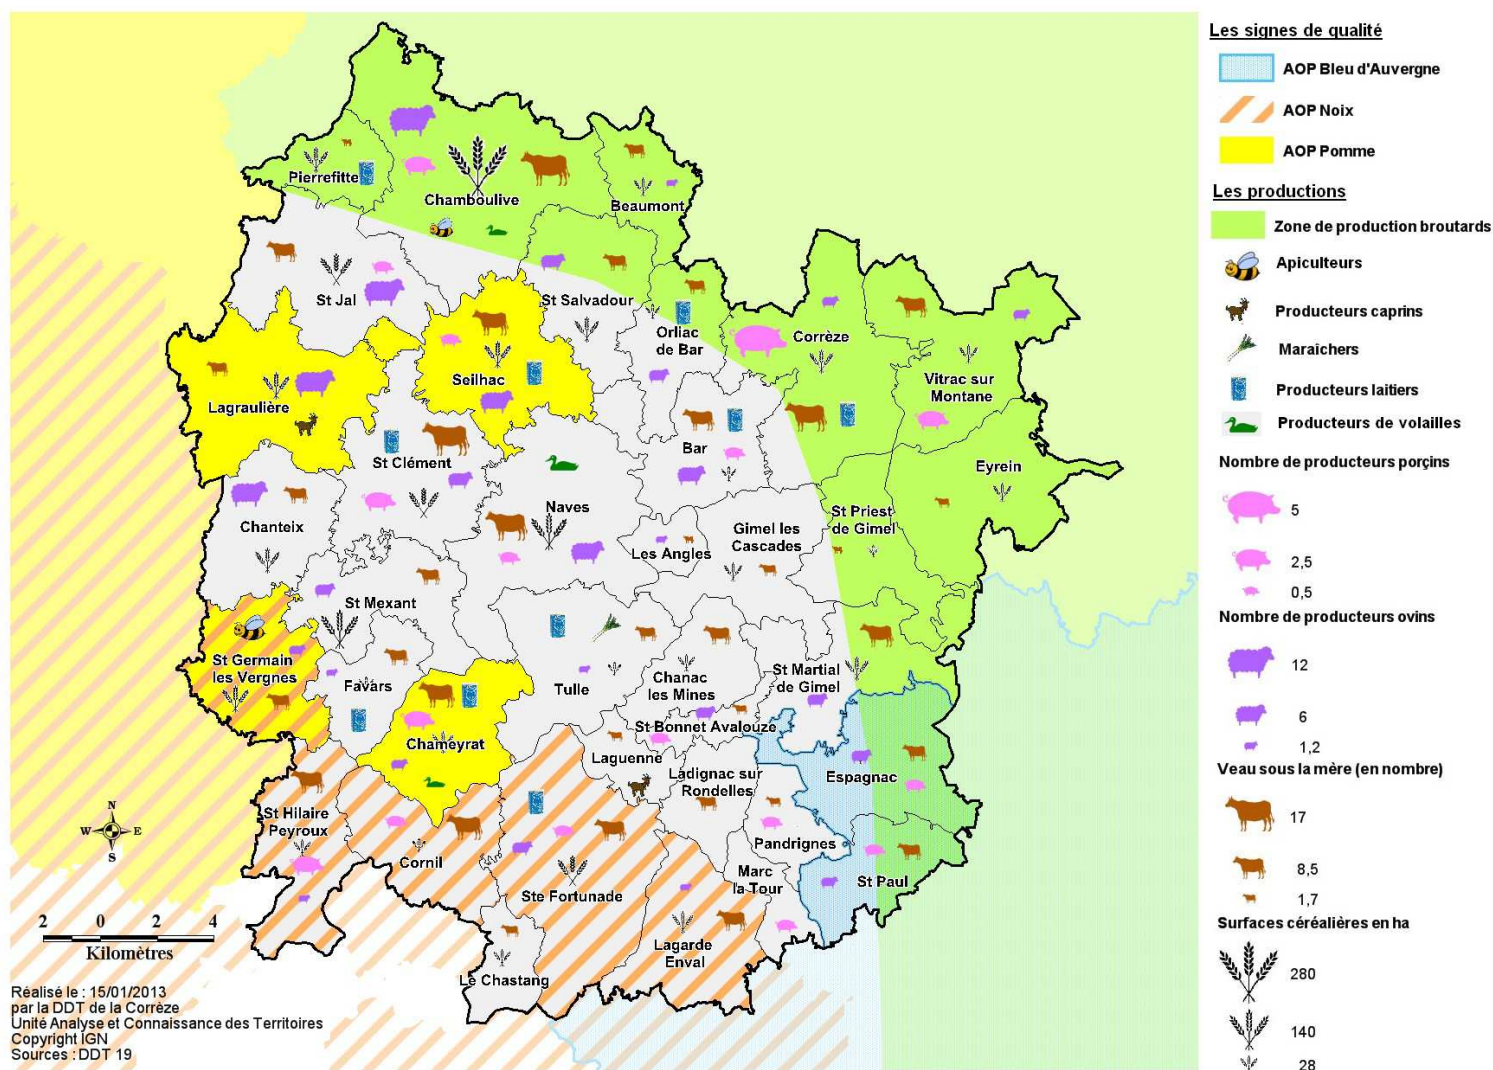 Pierrefitte
Chamboulive
Beaumont
St Jal
St Salvadour
Orliac
de Bar
Corrèze
Vitrac sur
Montane
Seilhac
Lagraulière
St Clément
Bar
Eyrein
Chanteix
Naves
St Priest
de Gimel
Gimel les
Cascades
Les Angles
St Mexant
St Germain
les Vergnes
Favars
Tulle
Chanac
les Mines
St Martial
de Gimel
Chameyrat
St Bonnet Avalouze
Laguenne
Ladignac sur
Rondelles
Espagnac
St Hilaire
Peyroux
Cornil
Pandrignes
Ste Fortunade
Marc
la Tour
St Paul
Lagarde
Enval
Le Chastang
N
W
E
S
2 0 2 4
Kilomètres
Réalisé le : 15/01/2013
par la DDT de la Corrèze
Unité Analyse et Connaissance des Territoires
Copyright IGN
Sources : DDT 19
Les signes de qualité
AOP Bleu d'Auvergne
AOP Noix
AOP Pomme
Les productions
Zone de production broutards
Apiculteurs
Producteurs caprins
Maraîchers
Producteurs laitiers
Producteurs de volailles
Nombre de producteurs porçins
5
2,5
0,5
Nombre de producteurs ovins
12
6
1,2
Veau sous la mère (en nombre)
17
8,5
1,7
Surfaces céréalières en ha
280
140
28